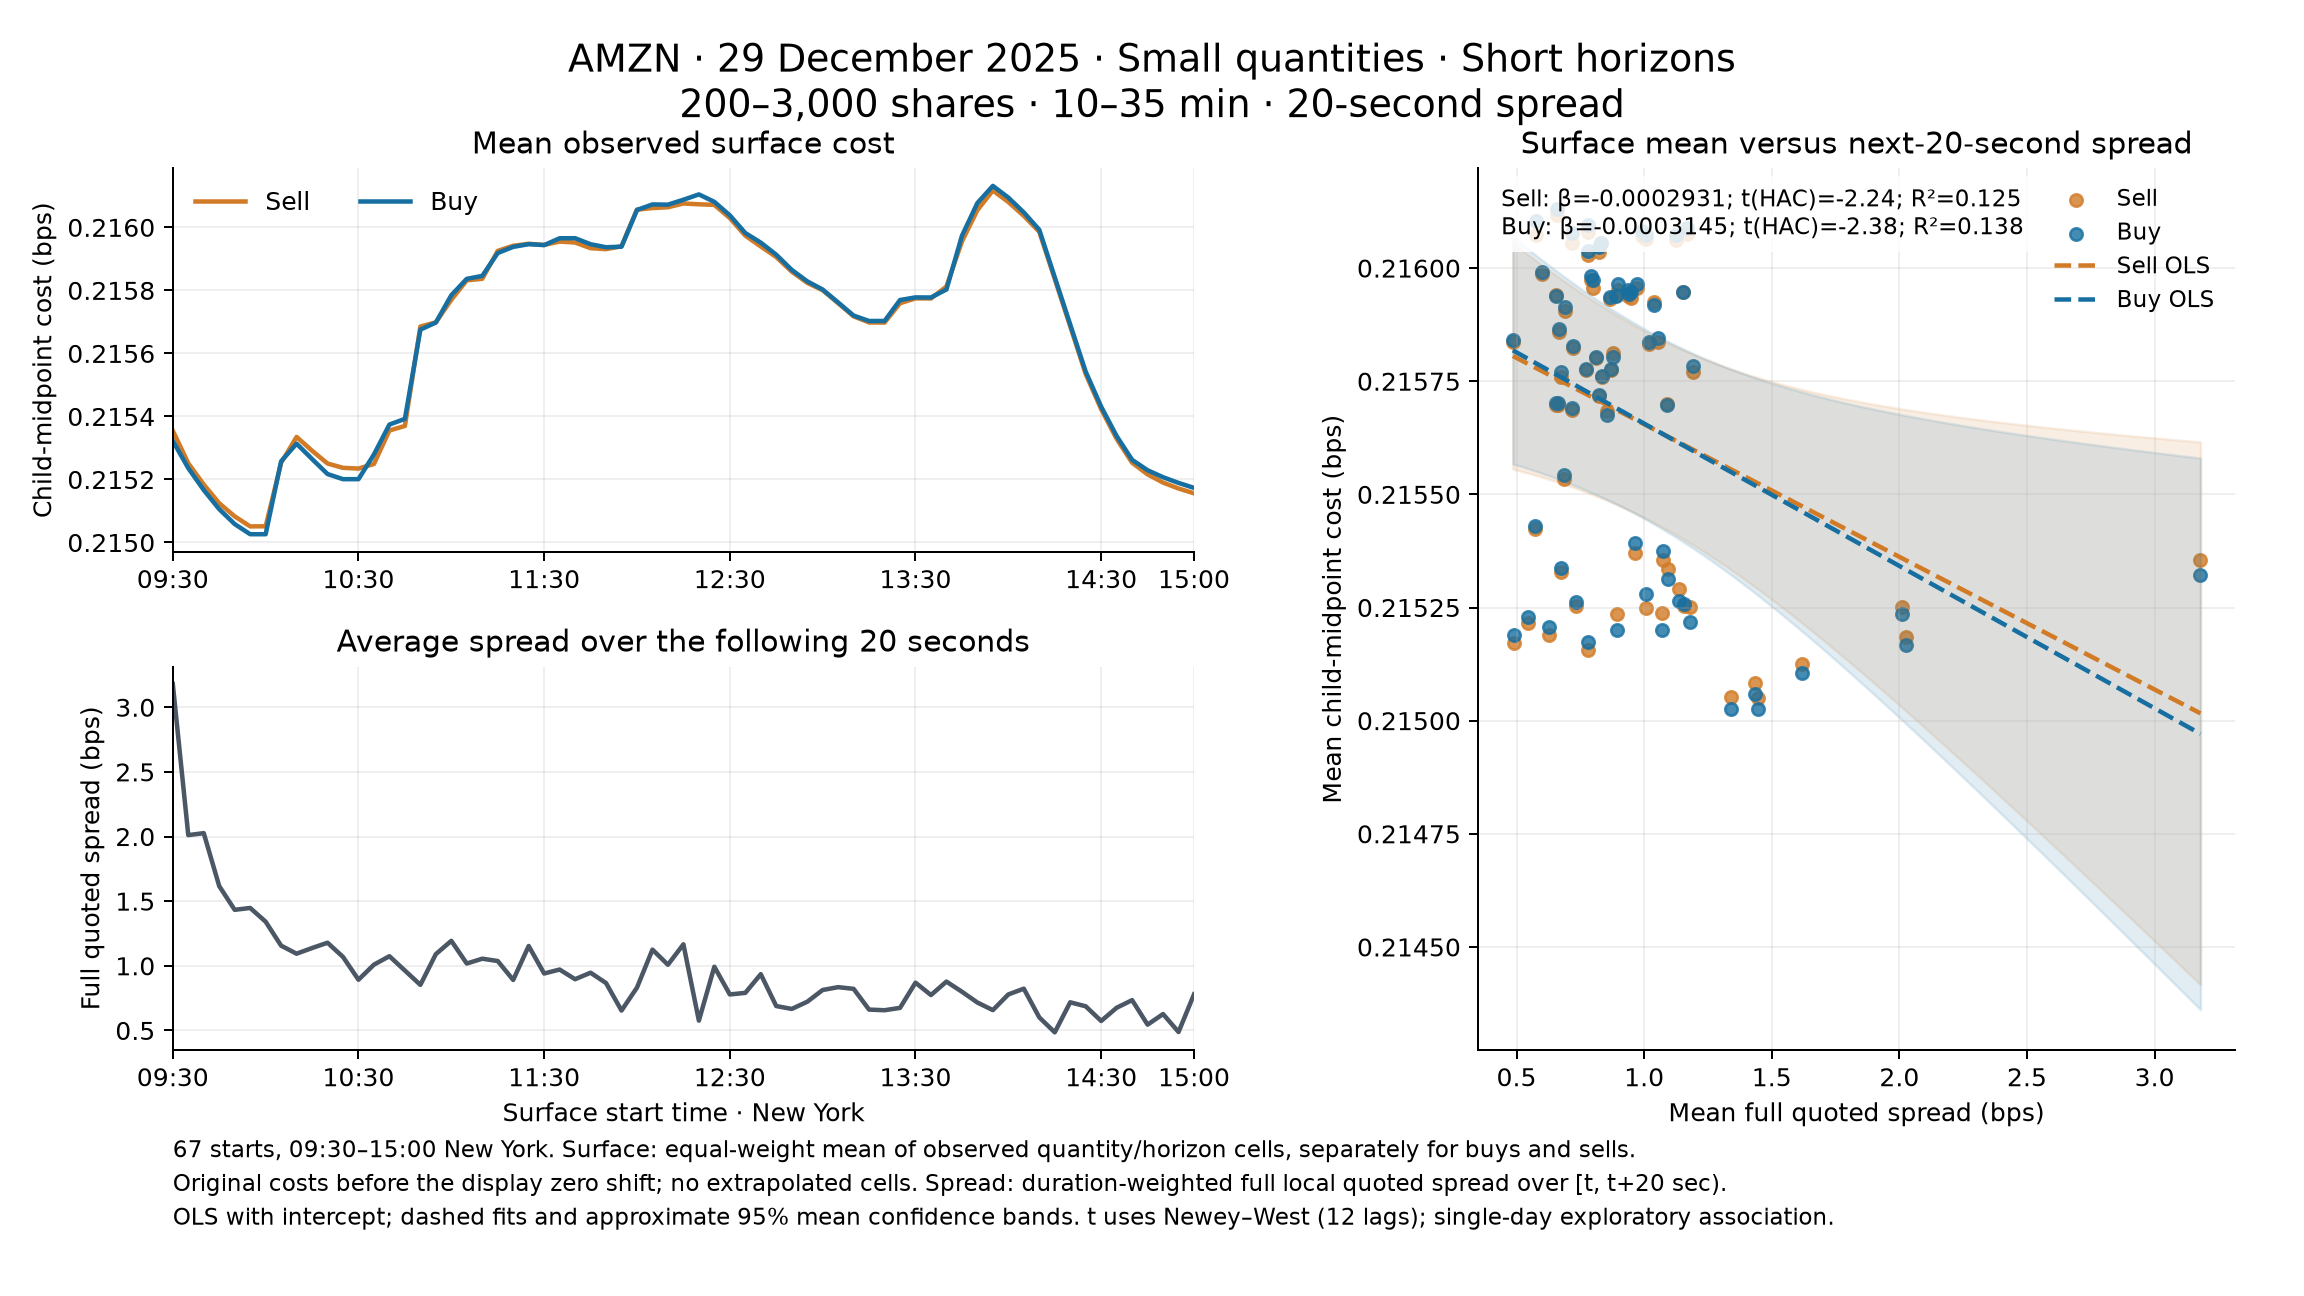 AMZN · 29 December 2025 · Small quantities · Short horizons
200–3,000 shares · 10–35 min · 20-second spread
Mean observed surface cost
Sell
Buy
Child-midpoint cost (bps)
0.2160
0.2158
0.2156
0.2154
0.2152
0.2150
09:30
10:30
11:30
12:30
13:30
14:30
15:00
Average spread over the following 20 seconds
Full quoted spread (bps)
3.0
2.5
2.0
1.5
1.0
0.5
09:30
10:30
11:30
12:30
13:30
14:30
15:00
Surface start time · New York
Surface mean versus next-20-second spread
Sell: β=-0.0002931; t(HAC)=-2.24; R²=0.125
Buy: β=-0.0003145; t(HAC)=-2.38; R²=0.138
Sell
Buy
Sell OLS
Buy OLS
Mean child-midpoint cost (bps)
0.21600
0.21575
0.21550
0.21525
0.21500
0.21475
0.21450
0.5
1.0
1.5
2.0
2.5
3.0
Mean full quoted spread (bps)
67 starts, 09:30–15:00 New York. Surface: equal-weight mean of observed quantity/horizon cells, separately for buys and sells.
Original costs before the display zero shift; no extrapolated cells. Spread: duration-weighted full local quoted spread over [t, t+20 sec).
OLS with intercept; dashed fits and approximate 95% mean confidence bands. t uses Newey–West (12 lags); single-day exploratory association.